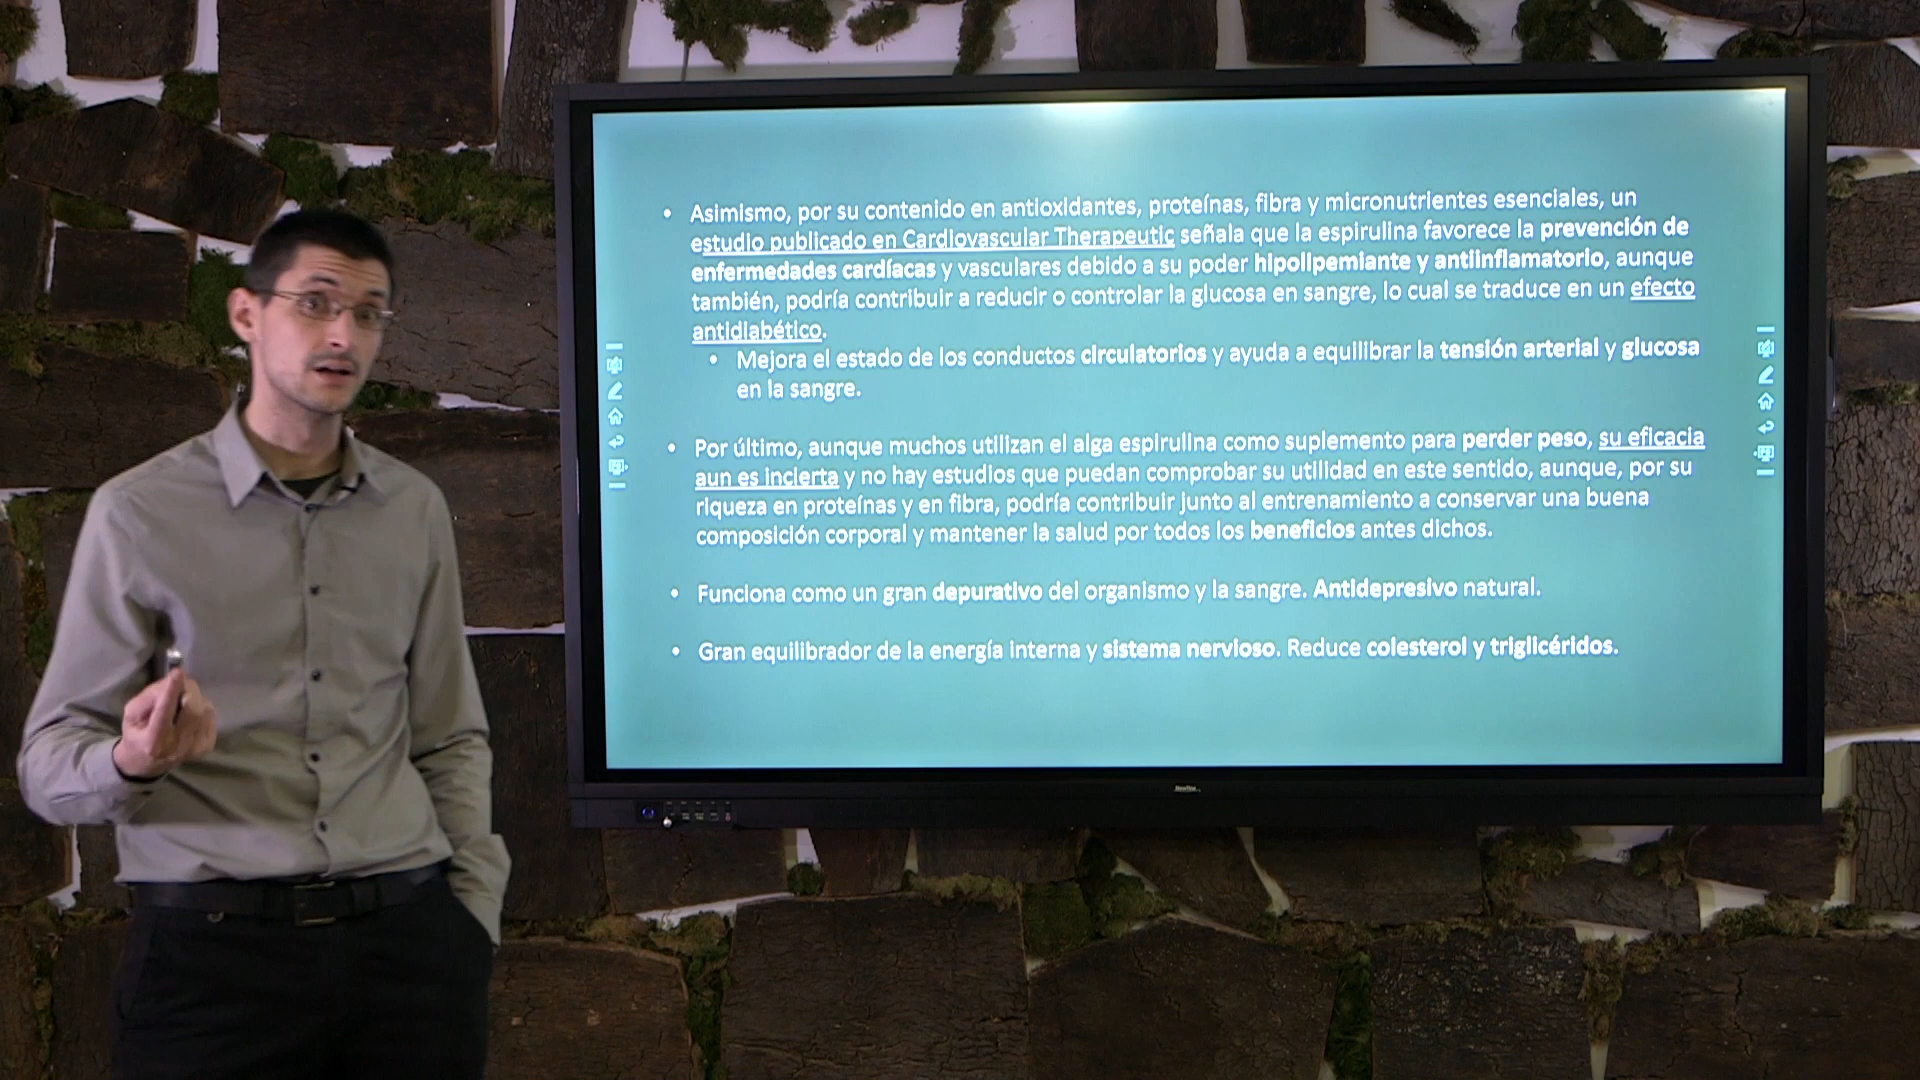 • Asimismo, por su contenido en antioxidantes, proteínas, fibra y micronutrientes esenciales, un
estudio publicado en Cardiovascular Therapeutic señala que la espirulina favorece la prevención de
enfermedades cardíacas y vasculares debido a su poder hipolipemiante y antiinflamatorio, aunque
también, podría contribuir a reducir o controlar la glucosa en sangre, lo cual se traduce en un efecto
antidiabético.
• Mejora el estado de los conductos circulatorios y ayuda a equilibrar la tensión arterial y glucosa
en la sangre.
• Por último, aunque muchos utilizan el alga espirulina como suplemento para perder peso, su eficacia
aun es incierta y no hay estudios que puedan comprobar su utilidad en este sentido, aunque, por su
riqueza en proteínas y en fibra, podría contribuir junto al entrenamiento a conservar una buena
composición corporal y mantener la salud por todos los beneficios antes dichos.
• Funciona como un gran depurativo del organismo y la sangre. Antidepresivo natural.
• Gran equilibrador de la energía interna y sistema nervioso. Reduce colesterol y triglicéridos.